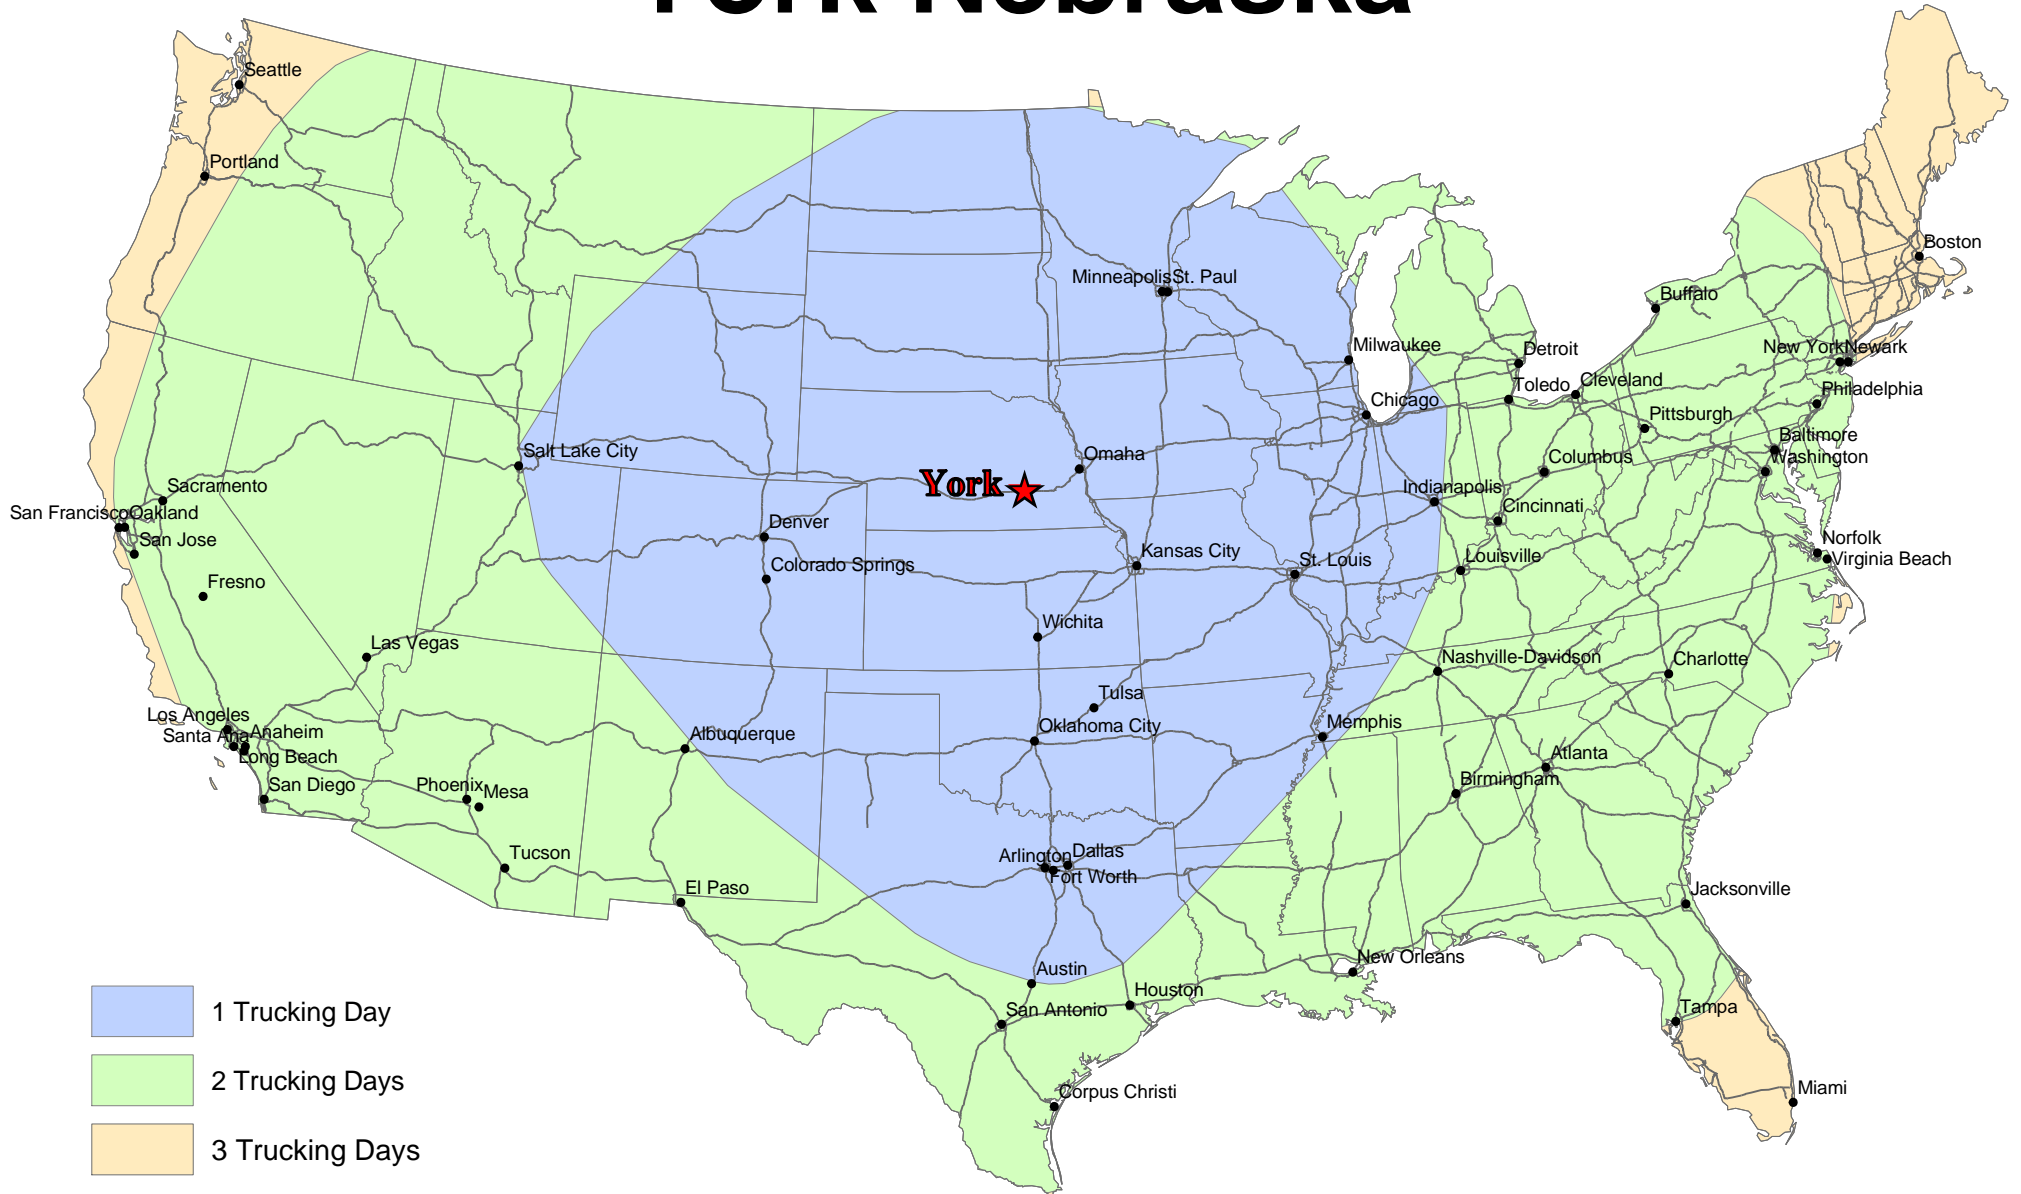 York Nebraska
Seattle
Portland
Boston
Minneapolis St. Paul
Buffalo
Milwaukee
Detroit
New York Newark
Toledo
Cleveland
Philadelphia
Chicago
Pittsburgh
Baltimore
Salt Lake City
Omaha
Columbus
Washington
York
Sacramento
Indianapolis
Cincinnati
San Francisco Oakland
Denver
San Jose
Norfolk
Kansas City
St. Louis
Louisville
Virginia Beach
Colorado Springs
Fresno
Wichita
Las Vegas
Nashville-Davidson
Charlotte
Tulsa
Los Angeles
Memphis
Oklahoma City
Santa Ana
Anaheim
Albuquerque
Long Beach
Atlanta
San Diego
Phoenix
Mesa
Birmingham
Tucson
Arlington
Dallas
Fort Worth
El Paso
Jacksonville
New Orleans
Austin
Houston
San Antonio
Tampa
Corpus Christi
Miami
1 Trucking Day
2 Trucking Days
3 Trucking Days